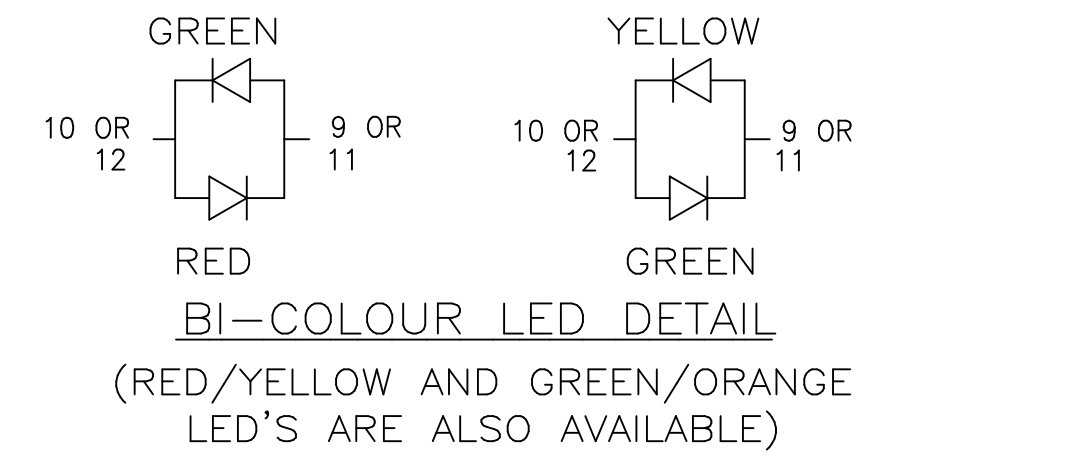 GREEN YELLOW
10 OR 9 OR 10 OR 9 OR
12 11 12 11
RED GREEN
BI-COLOUR LED DETAIL
(RED/YELLOW AND GREEN/ORANGE
LED'S ARE ALSO AVAILABLE)